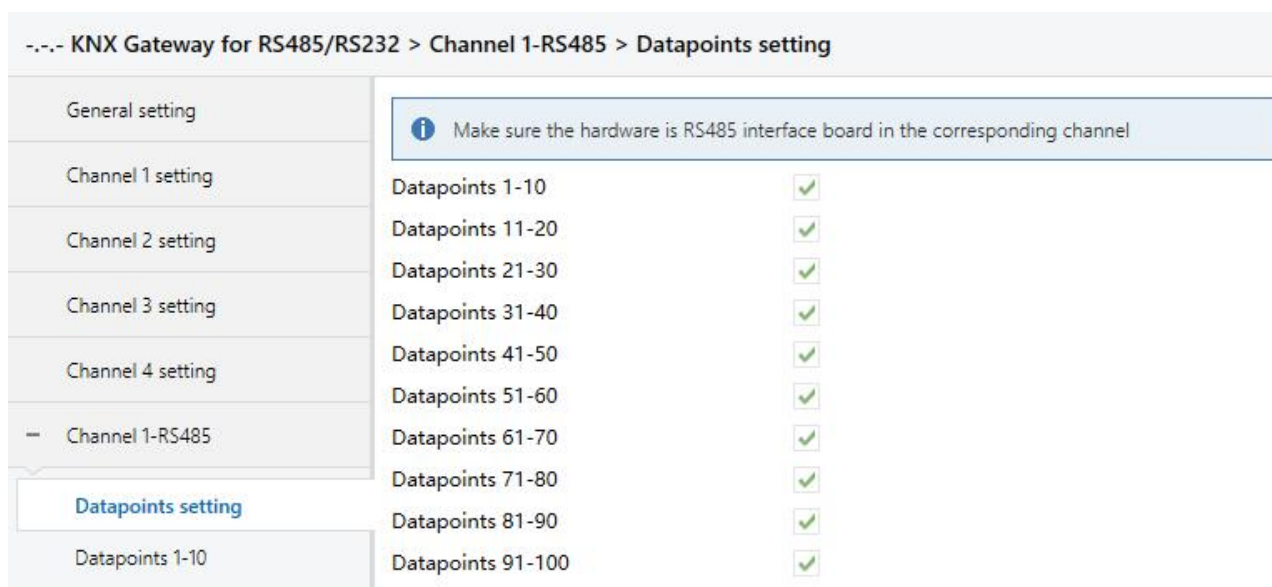 -.-.- KNX Gateway for RS485/RS232 > Channel 1-RS485 > Datapoints setting
General setting
Channel 1 setting
Channel 2 setting
Channel 3 setting
Channel 4 setting
– Channel 1-RS485
Datapoints setting
Datapoints 1-10
Make sure the hardware is RS485 interface board in the corresponding channel
Datapoints 1-10
Datapoints 11-20
Datapoints 21-30
Datapoints 31-40
Datapoints 41-50
Datapoints 51-60
Datapoints 61-70
Datapoints 71-80
Datapoints 81-90
Datapoints 91-100